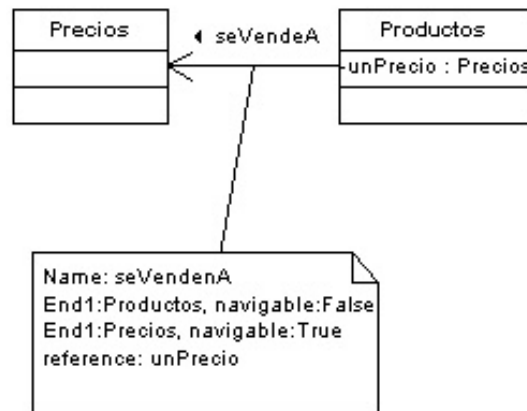 Precios
seVendeA
Productos
-unPrecio : Precios
Name: seVendenA
End1:Productos, navigable:False
End1:Precios, navigable:True
reference: unPrecio